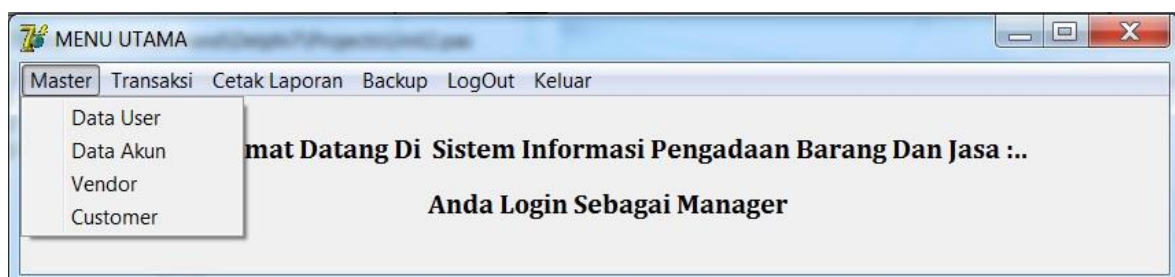 MENU UTAMA
Master Transaksi Cetak Laporan Backup LogOut Keluar
Data User
Data Akun
Vendor
Customer
mat Datang Di Sistem Informasi Pengadaan Barang Dan Jasa :..
Anda Login Sebagai Manager